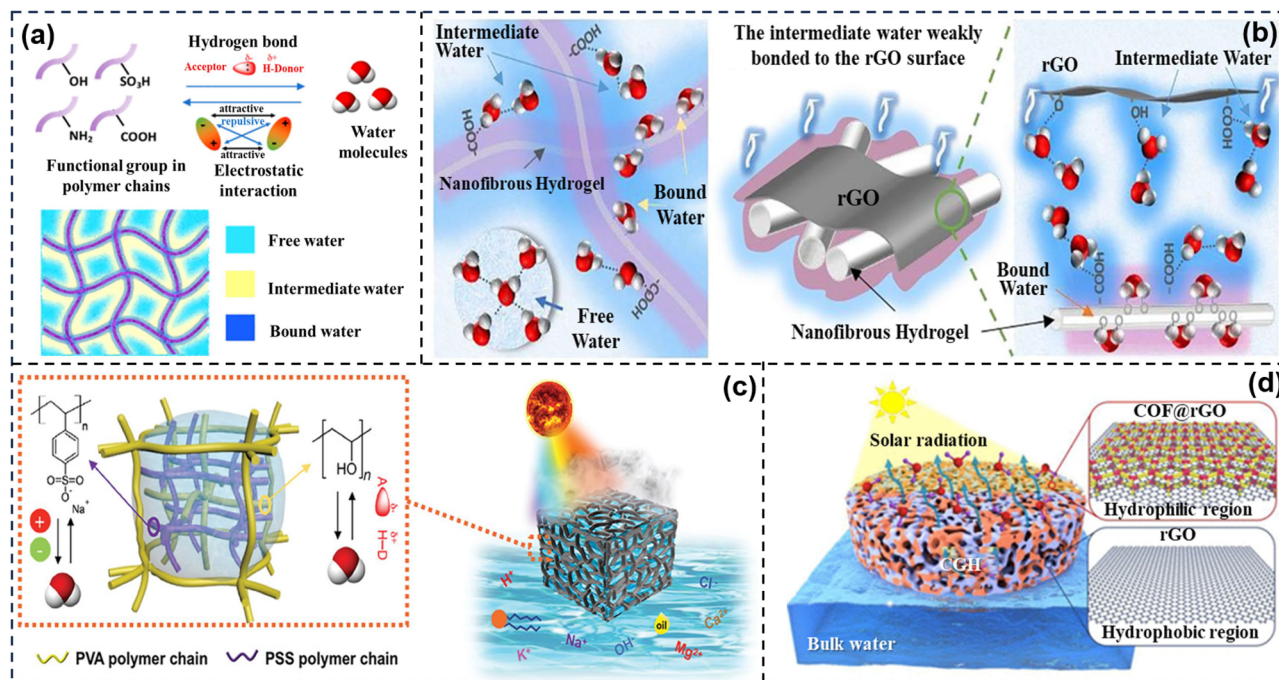 (a)
Hydrogen bond
Acceptor δ- δ+ H-Donor
OH
SO₃H
NH₂
COOH
attractive
repulsive
- +
+ -
attractive
Water
molecules
Functional group in
polymer chains
Electrostatic
interaction
Free water
Intermediate water
Bound water
(b)
Intermediate
Water
-COOH
-COOH
Nanofibrous Hydrogel
Bound
Water
-COOH
Free
Water
The intermediate water weakly
bonded to the rGO surface
rGO
Nanofibrous Hydrogel
rGO
Intermediate Water
O
OH
HOOC
-COOH
-COOH
Bound
Water
(c)
n
O=S=O
O-
Na+
+
-
n
HO
A
δ-
δ+
H-D
H+
K+
Na+
OH-
oil
Cl-
Ca2+
Mg2+
PVA polymer chain
PSS polymer chain
(d)
Solar radiation
COF@rGO
Hydrophilic region
rGO
Hydrophobic region
CGH
Bulk water